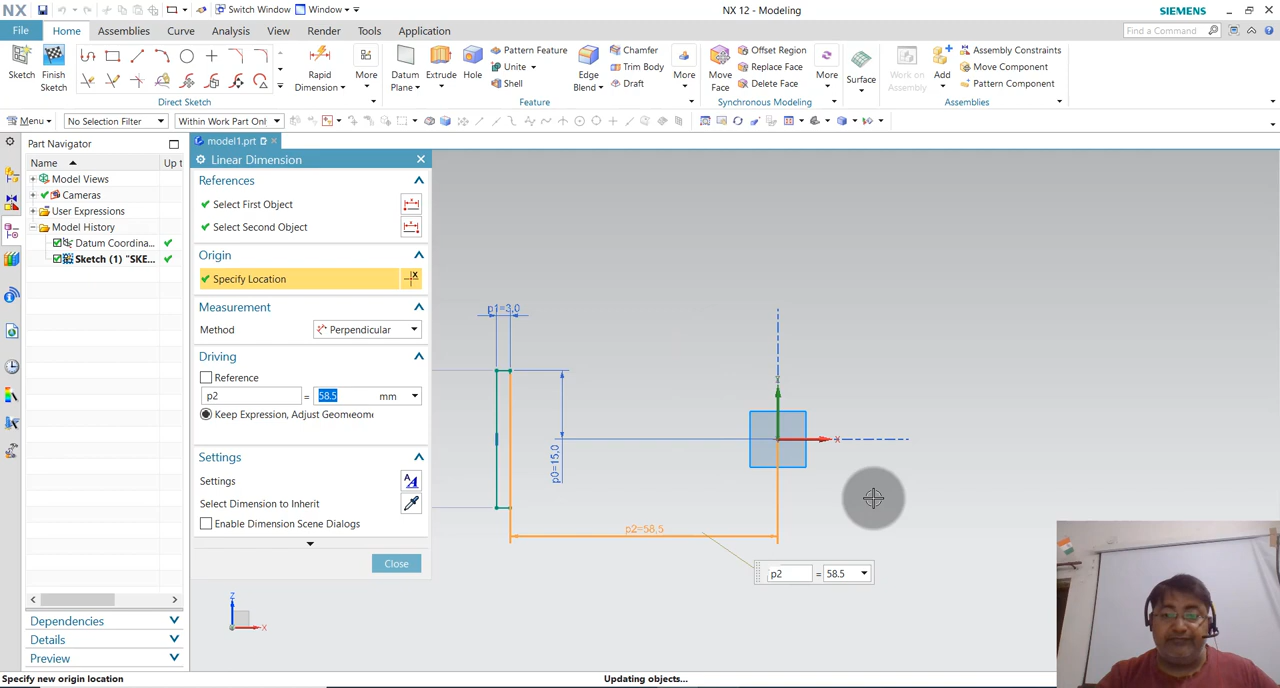 NX
Switch Window
Window
NX 12 - Modeling
SIEMENS
File
Home
Assemblies
Curve
Analysis
View
Render
Tools
Application
Find a Command
Sketch
Finish
Sketch
Rapid
Dimension
More
Direct Sketch
Datum
Plane
Extrude
Hole
Pattern Feature
Unite
Shell
Edge
Blend
Chamfer
Trim Body
Draft
More
Feature
Move
Face
Offset Region
Replace Face
Delete Face
More
Synchronous Modeling
Surface
Work on
Assembly
Add
Assembly Constraints
Move Component
Pattern Component
Assemblies
Menu
No Selection Filter
Within Work Part Only
Part Navigator
Name
Up t
Model Views
Cameras
User Expressions
Model History
Datum Coordina...
Sketch (1) "SKE...
Dependencies
Details
Preview
model1.prt
Linear Dimension
References
Select First Object
Select Second Object
Origin
Specify Location
Measurement
Method
Perpendicular
Driving
Reference
p2
=
58.5
mm
Keep Expression, Adjust Geomeome
Settings
Settings
Select Dimension to Inherit
Enable Dimension Scene Dialogs
Close
p1=3,0
p0=15.0
p2=58,5
p2
= 58.5
X
Z
X
Specify new origin location
Updating objects...